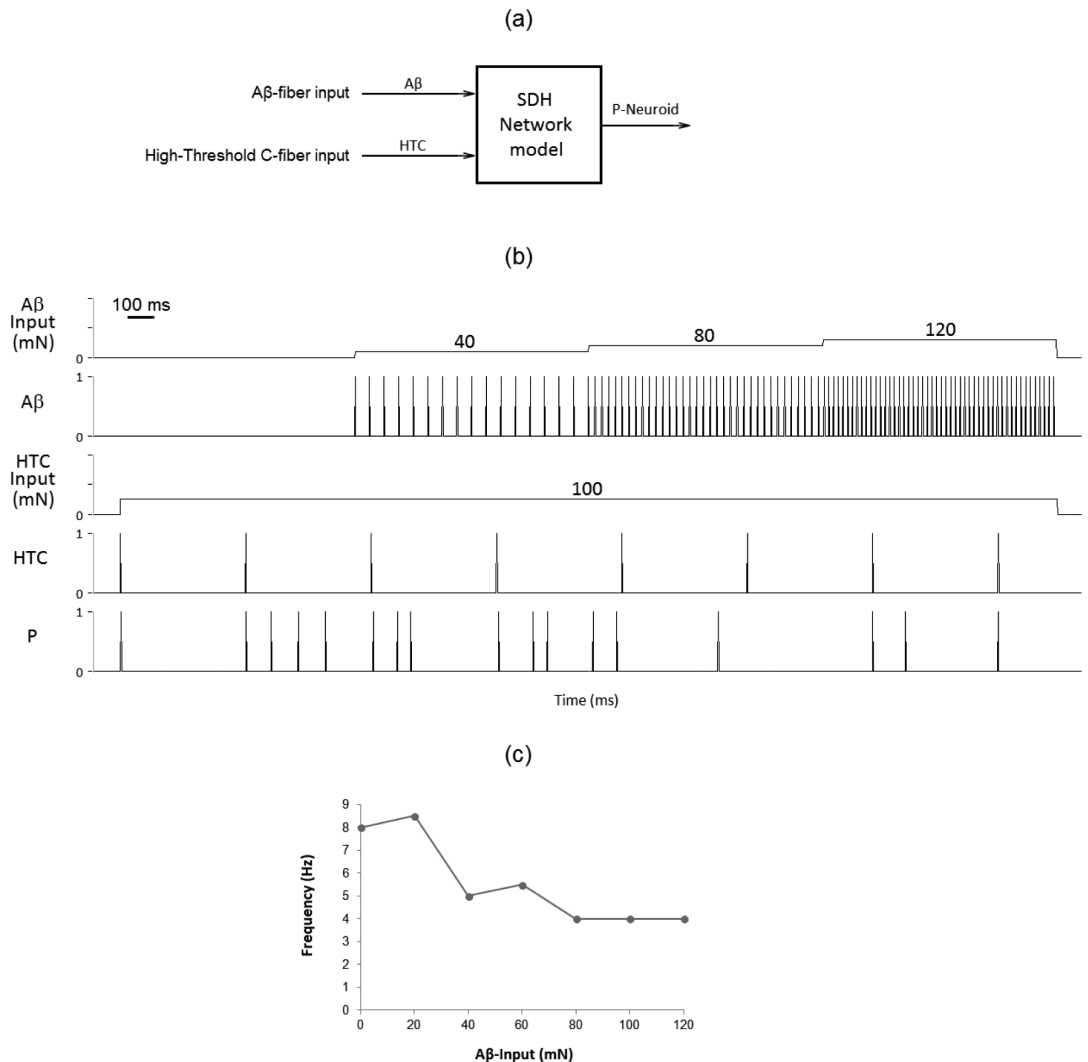 (a)
Aβ-fiber input
Aβ
High-Threshold C-fiber input
HTC
SDH
Network
model
P-Neuroid
(b)
Aβ
Input
(mN)
100 ms
40
80
120
0
Aβ
1
0
HTC
Input
(mN)
100
0
HTC
1
0
P
1
0
Time (ms)
(c)
Frequency (Hz)
9
8
7
6
5
4
3
2
1
0
0 20 40 60 80 100 120
Aβ-Input (mN)